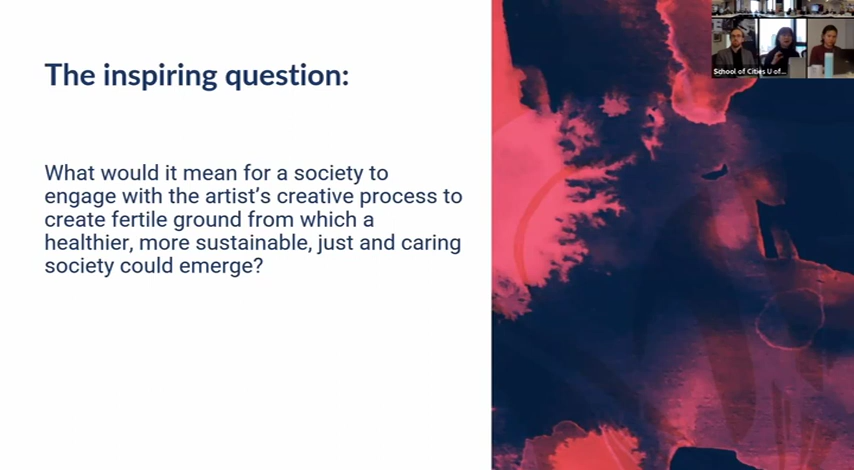 The inspiring question:
What would it mean for a society to
engage with the artist’s creative process to
create fertile ground from which a
healthier, more sustainable, just and caring
society could emerge?
School of Cities U of...